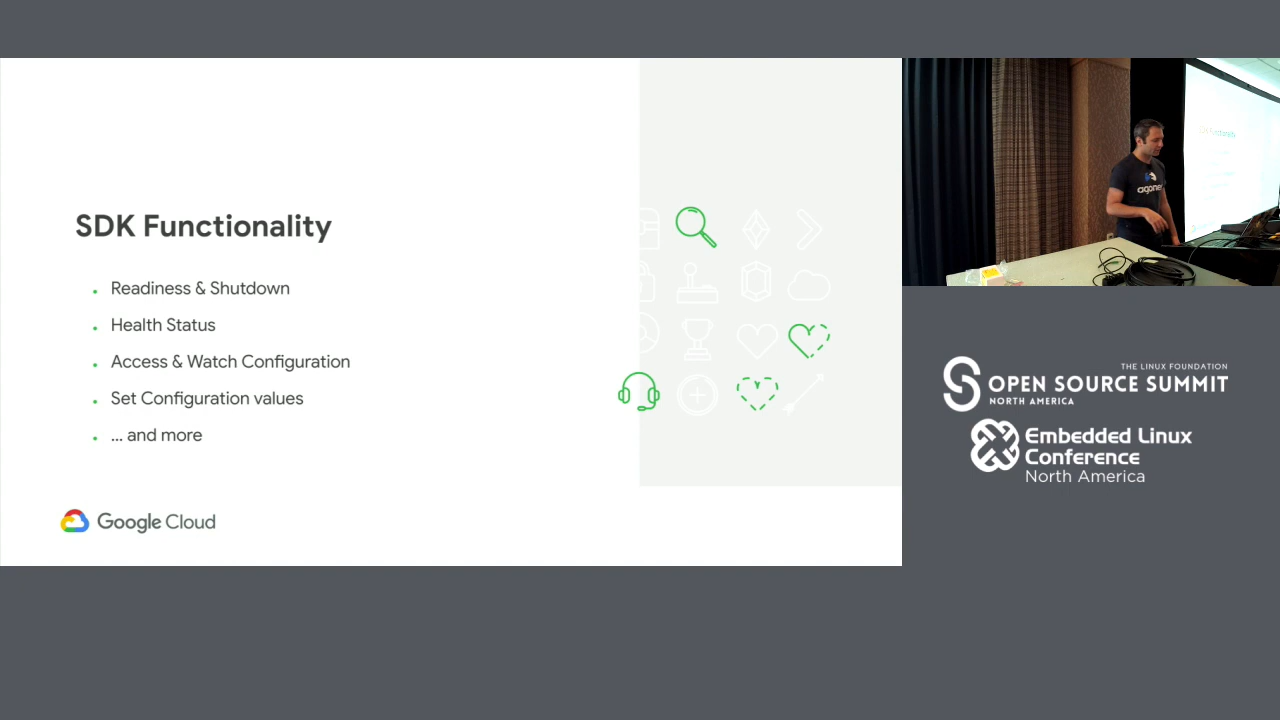 SDK Functionality
Readiness & Shutdown
Health Status
Access & Watch Configuration
Set Configuration values
... and more
Google Cloud
THE LINUX FOUNDATION
OPEN SOURCE SUMMIT
NORTH AMERICA
Embedded Linux
Conference
North America